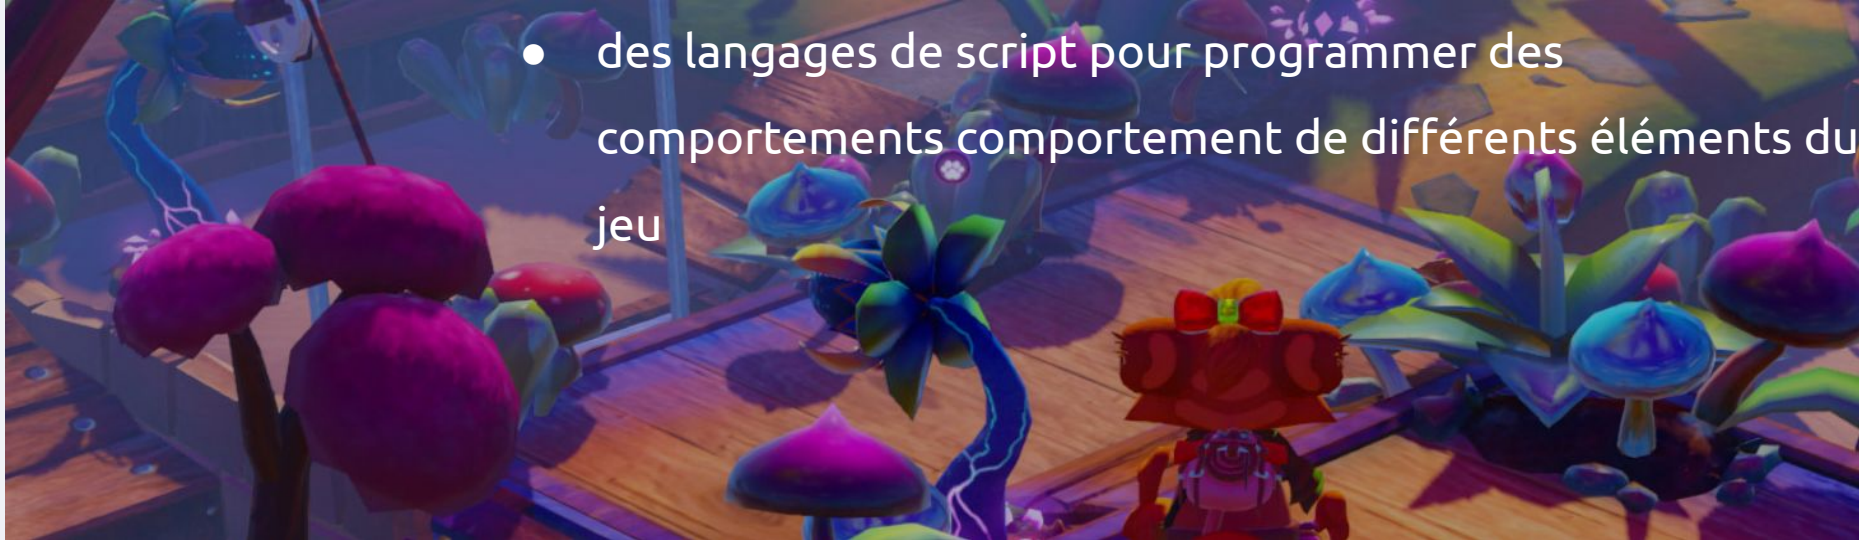 ● des langages de script pour programmer des
comportements comportement de différents éléments du
jeu